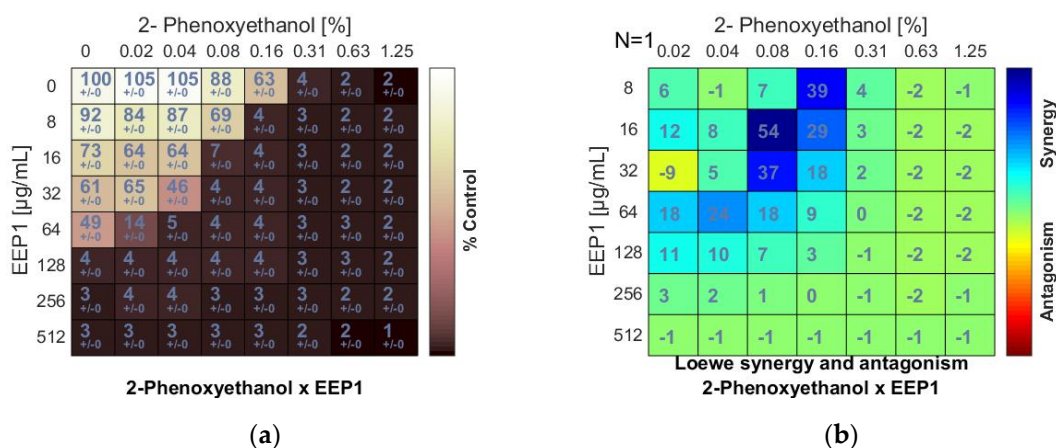 2- Phenoxyethanol [%]
0 0.02 0.04 0.08 0.16 0.31 0.63 1.25
0 100 105 105 88 63 4 2 2
+/-0 +/-0 +/-0 +/-0 +/-0 +/-0 +/-0 +/-0
8 92 84 87 69 4 3 2 2
+/-0 +/-0 +/-0 +/-0 +/-0 +/-0 +/-0 +/-0
16 73 64 64 7 4 3 2 2
+/-0 +/-0 +/-0 +/-0 +/-0 +/-0 +/-0 +/-0
32 61 65 46 4 4 3 2 2
+/-0 +/-0 +/-0 +/-0 +/-0 +/-0 +/-0 +/-0
64 49 14 5 4 4 3 3 2
+/-0 +/-0 +/-0 +/-0 +/-0 +/-0 +/-0 +/-0
128 4 4 4 4 4 3 2 2
+/-0 +/-0 +/-0 +/-0 +/-0 +/-0 +/-0 +/-0
256 3 4 4 3 3 3 2 2
+/-0 +/-0 +/-0 +/-0 +/-0 +/-0 +/-0 +/-0
512 3 3 3 3 3 2 2 1
+/-0 +/-0 +/-0 +/-0 +/-0 +/-0 +/-0 +/-0
EEP1 [µg/mL]
% Control
2-Phenoxyethanol x EEP1
(a)
2- Phenoxyethanol [%]
N=1 0.02 0.04 0.08 0.16 0.31 0.63 1.25
8 6 -1 7 39 4 -2 -1
16 12 8 54 29 3 -2 -2
32 -9 5 37 18 2 -2 -2
64 18 24 18 9 0 -2 -2
128 11 10 7 3 -1 -2 -2
256 3 2 1 0 -1 -2 -1
512 -1 -1 -1 -1 -1 -1 -1
EEP1 [µg/mL]
Synergy
Antagonism
Loewe synergy and antagonism
2-Phenoxyethanol x EEP1
(b)